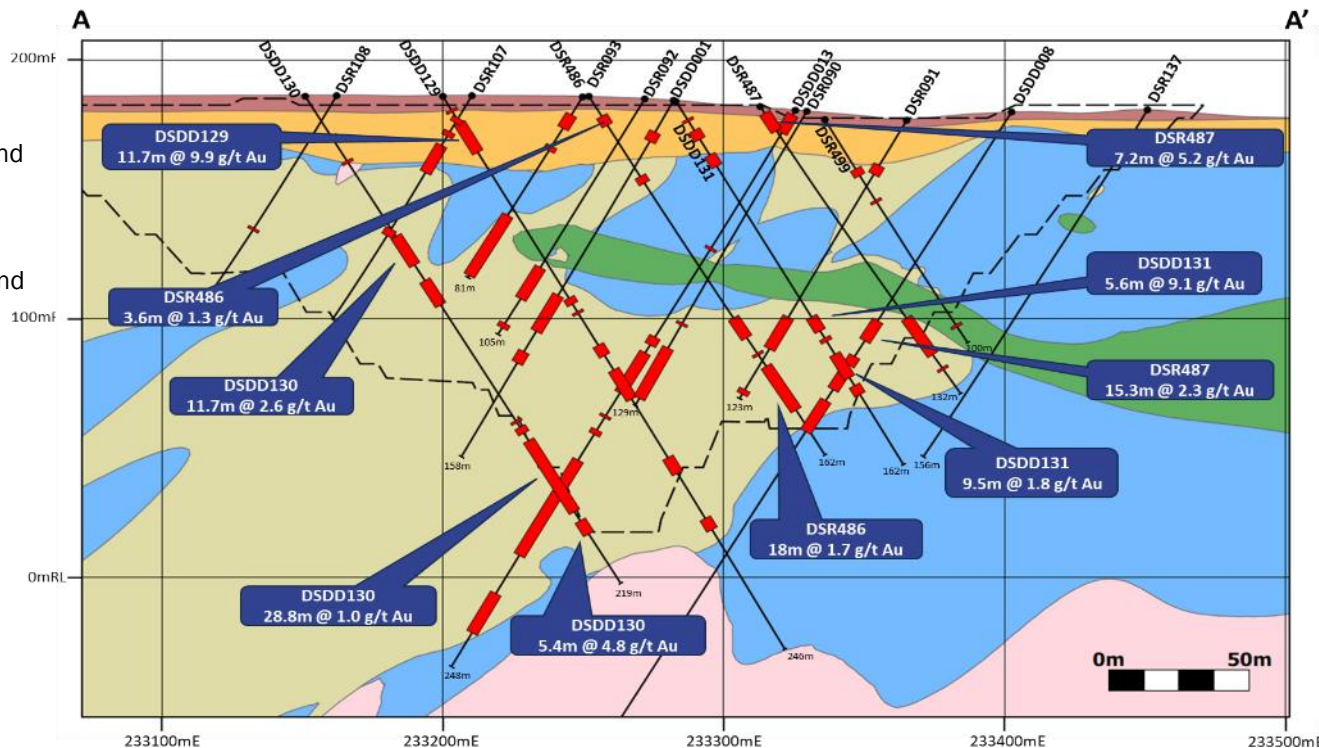 A
A'
DSDD130
DSR108
DSDD129
DSR107
DSR486
DSR093
DSR092
DSDD001
DSR487
DSDD013
DSR090
DSR091
DSDD008
DSR137
200mR
nd
DSDD129
11.7m @ 9.9 g/t Au
DSDD131
DSR499
DSR487
7.2m @ 5.2 g/t Au
nd
DSR486
3.6m @ 1.3 g/t Au
81m
DSDD131
5.6m @ 9.1 g/t Au
100mR
105m
100m
DSDD130
11.7m @ 2.6 g/t Au
DSR487
15.3m @ 2.3 g/t Au
129m
123m
132m
158m
162m
162m
156m
DSDD131
9.5m @ 1.8 g/t Au
DSR486
18m @ 1.7 g/t Au
0mRL
DSDD130
28.8m @ 1.0 g/t Au
219m
DSDD130
5.4m @ 4.8 g/t Au
246m
248m
0m
50m
233100mE
233200mE
233300mE
233400mE
233500mE